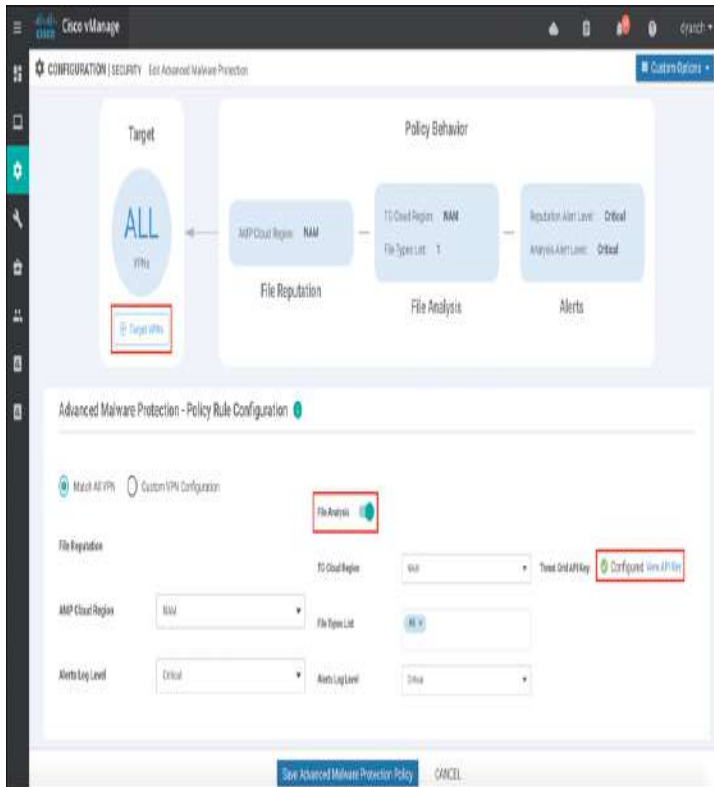 cisco Cisco vManage
dyanch
CONFIGURATION | SECURITY Edit Advanced Malware Protection
Custom Options
Target
Policy Behavior
ALL
VPNs
Target VPNs
AMP Cloud Region: NAM
File Reputation
TG Cloud Region: NAM
File Types List: 1
File Analysis
Reputation Alert Level: Critical
Analysis Alert Level: Critical
Alerts
Advanced Malware Protection - Policy Rule Configuration
Match All VPN
Custom VPN Configuration
File Reputation
AMP Cloud Region
NAM
Alerts Log Level
Critical
File Analysis
TG Cloud Region
NAM
Threat Grid API Key
Configured View API Key
File Types List
All ×
Alerts Log Level
Critical
Save Advanced Malware Protection Policy
CANCEL